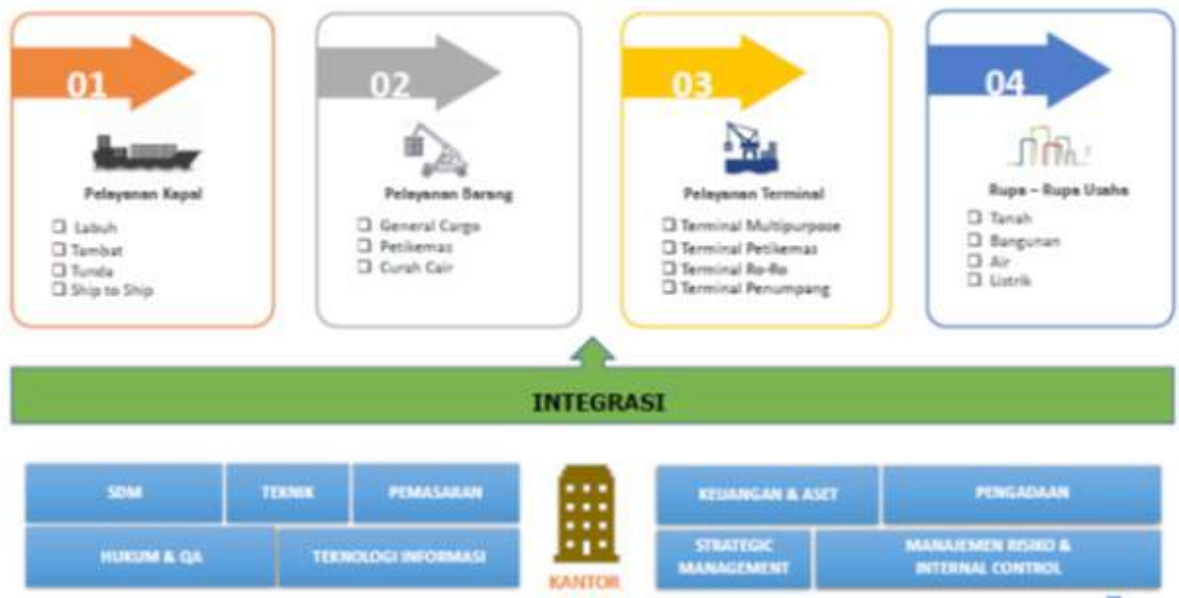 01
Pelayanan Kapal
Labuh
Tambat
Tunda
Ship to Ship
02
Pelayanan Barang
General Cargo
Petikemas
Curah Cair
03
Pelayanan Terminal
Terminal Multipurpose
Terminal Petikemas
Terminal Ro-Ro
Terminal Penumpang
04
Rupa – Rupa Usaha
Tanah
Bangunan
Air
Listrik
INTEGRASI
SDM
TEKNIK
PEMASARAN
HUKUM & QA
TEKNOLOGI INFORMASI
KANTOR
KEUANGAN & ASET
PENGADAAN
STRATEGIC
MANAGEMENT
MANAJEMEN RISIKO &
INTERNAL CONTROL